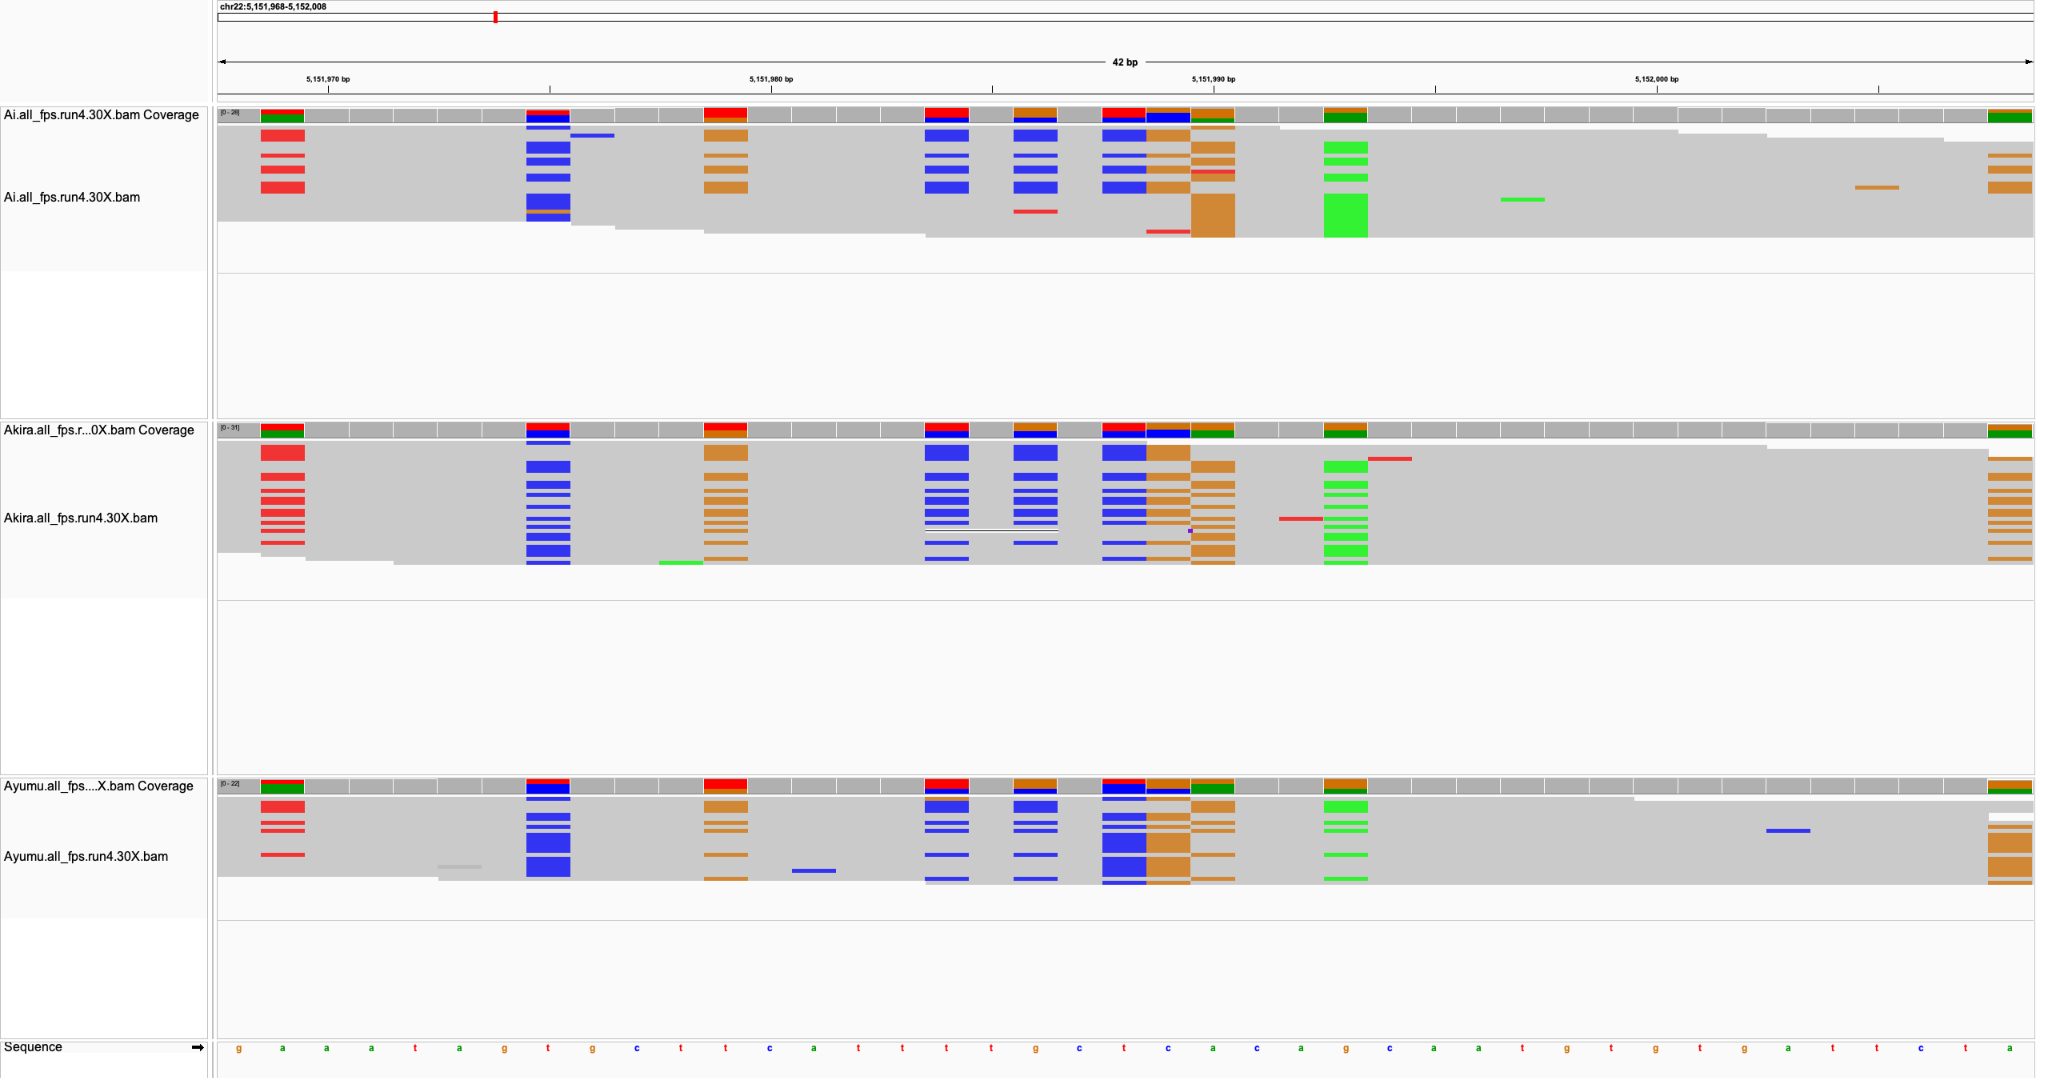 chr22:5,151,968-5,152,008
42 bp
5,151,970 bp 5,151,980 bp 5,151,990 bp 5,152,000 bp
Ai.all_fps.run4.30X.bam Coverage
[0 - 28]
Ai.all_fps.run4.30X.bam
Akira.all_fps.r...0X.bam Coverage
[0 - 31]
Akira.all_fps.run4.30X.bam
Ayumu.all_fps....X.bam Coverage
[0 - 22]
Ayumu.all_fps.run4.30X.bam
Sequence g a a a t a g t g c t t c a t t t t g c t c a c a g c a a t g t g t g a t t c t a